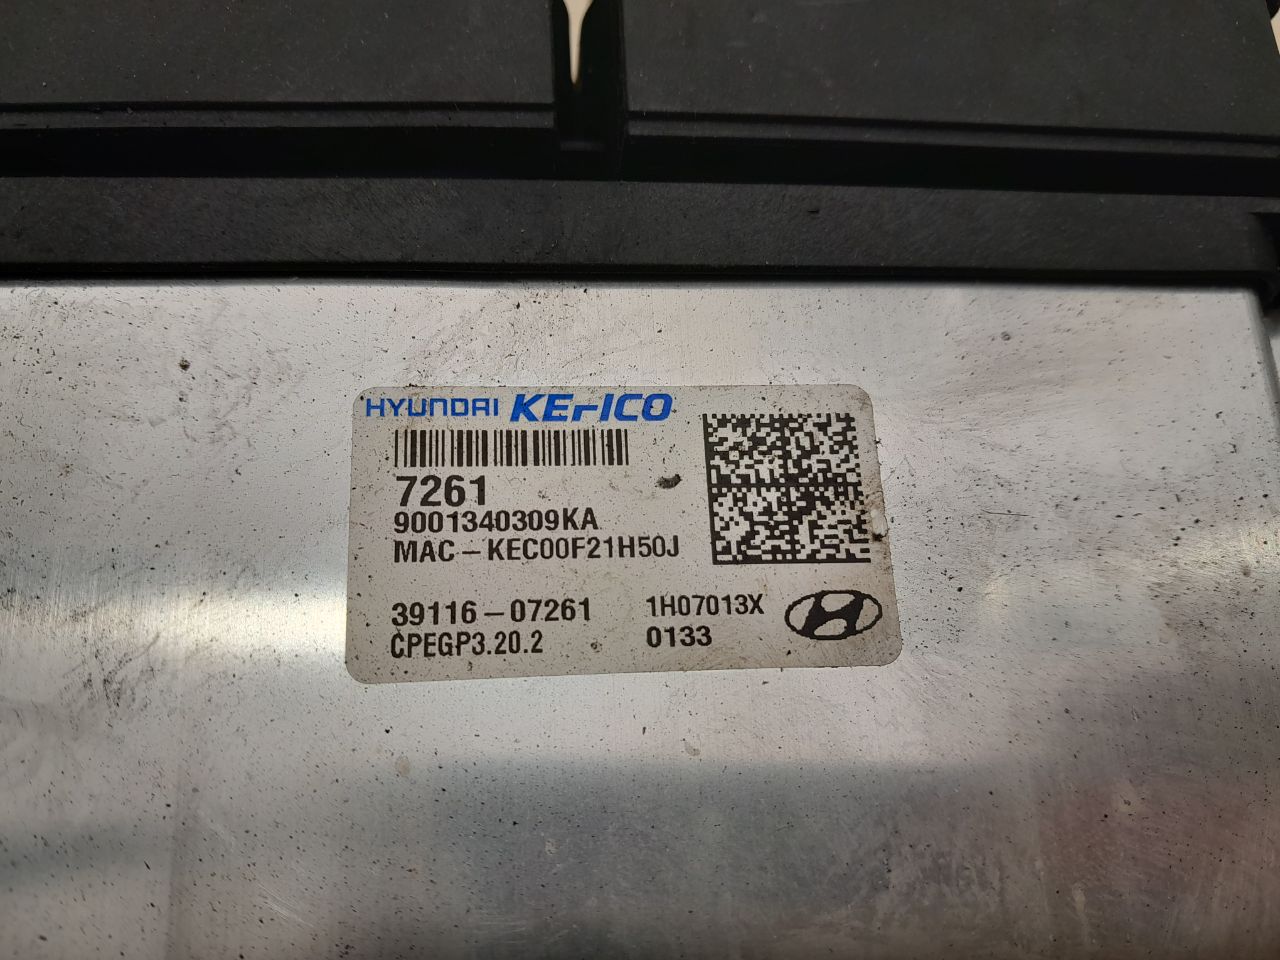 HYUNDAI KEFICO
7261
9001340309KA
MAC-KEC00F21H50J
39116-07261 1H07013X
CPEGP3.20.2 0133